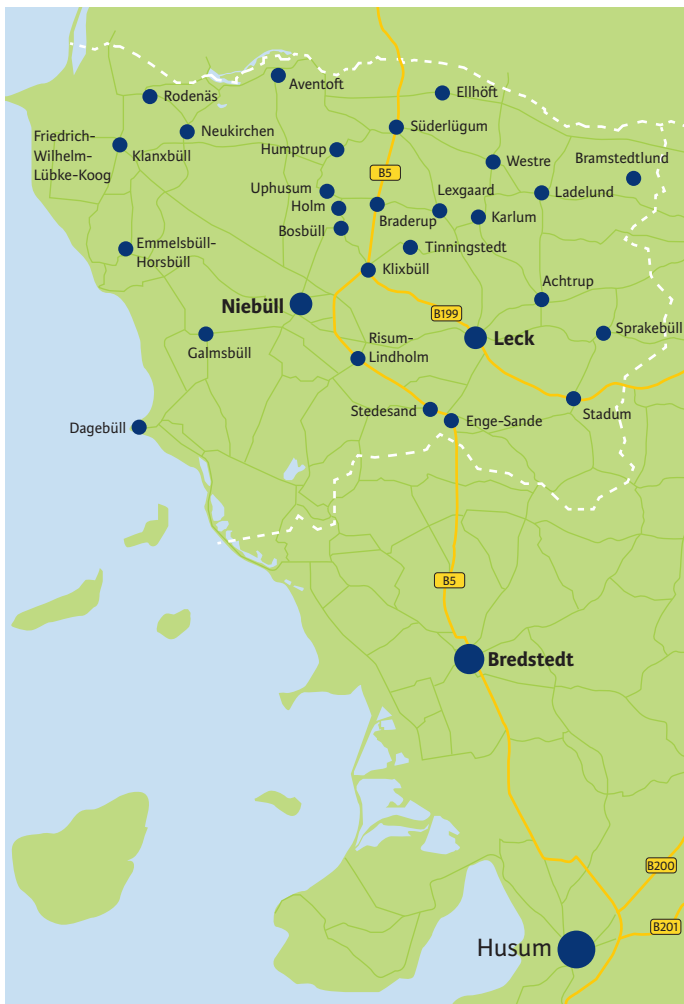 Aventoft
Ellhöft
Rodenäs
Süderlügum
Neukirchen
Friedrich-
Wilhelm-
Lübke-Koog
Klanxbüll
Humptrup
Westre
Bramstedtlund
B5
Uphusum
Lexgaard
Ladelund
Holm
Braderup
Karlum
Bosbüll
Emmelsbüll-
Horsbüll
Tinningstedt
Klixbüll
Achtrup
Niebüll
B199
Sprakebüll
Leck
Galmsbüll
Risum-
Lindholm
Stedesand
Enge-Sande
Stadum
Dagebüll
B5
Bredstedt
B200
B201
Husum